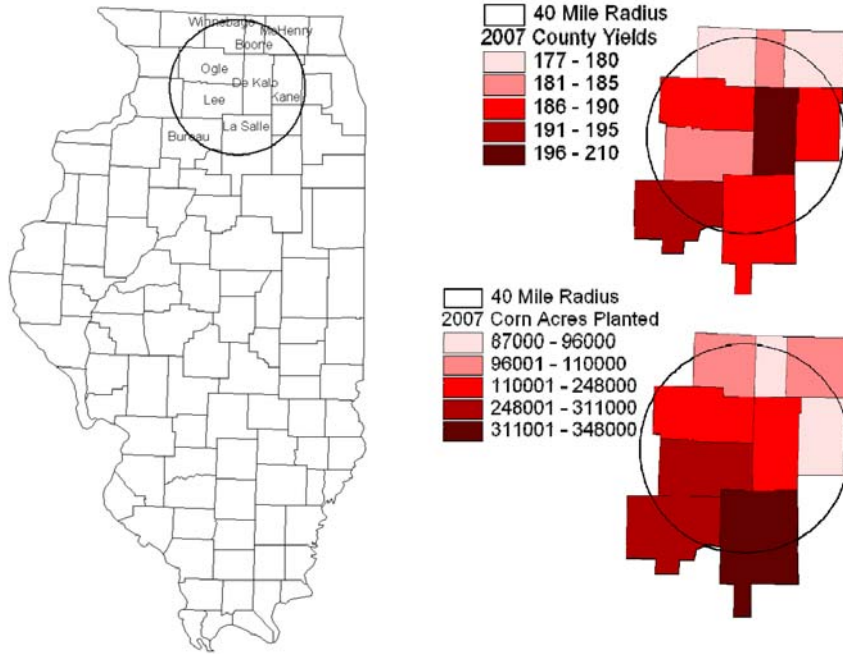 Winnebago
McHenry
Boone
Ogle
De Kalb
Lee
Kane
La Salle
Bureau
40 Mile Radius
2007 County Yields
177 - 180
181 - 185
186 - 190
191 - 195
196 - 210
40 Mile Radius
2007 Corn Acres Planted
87000 - 96000
96001 - 110000
110001 - 248000
248001 - 311000
311001 - 348000